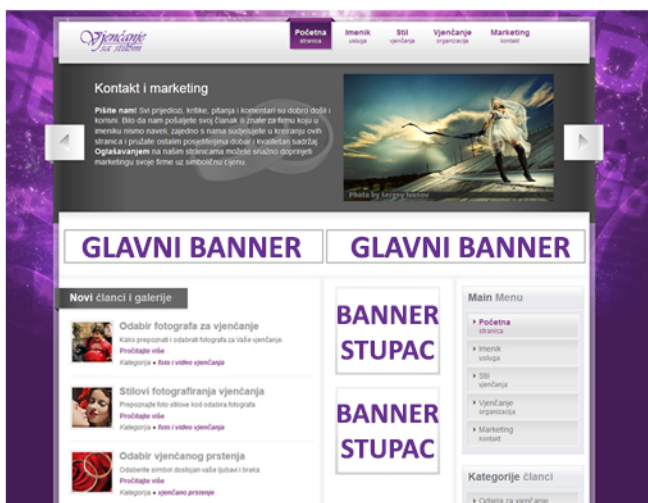 Vjenčanje
sa stilom
Početna
stranica
Imenik
usluga
Stil
vjenčanja
Vjenčanje
organizacija
Marketing
kontakt
Kontakt i marketing
Pišite nam! Svi prijedlozi, kritike, pitanja i komentari su dobro došli i
korisni. Bilo da nam pošaljete svoj članak ili znate za firmu koju u
imeniku nismo naveli, zajedno s nama sudjelujete u kreiranju ovih
stranica i pružate ostalim posjetiteljima dobar i kvalitetan sadržaj.
Oglašavanjem na našim stranicama možete snažno doprinjeti
marketingu svoje firme uz simboličnu cijenu.
Photo by Sergey Ivanov
GLAVNI BANNER
GLAVNI BANNER
Novi članci i galerije
Odabir fotografa za vjenčanje
Kako prepoznati i odabrati fotografa za Vaše vjenčanje.
Pročitajte više
Kategorija • foto i video vjenčanja
Stilovi fotografiranja vjenčanja
Prepoznajte foto stilove kod odabira fotografa
Pročitajte više
Kategorija • foto i video vjenčanja
Odabir vjenčanog prstenja
Odaberite simbol dostojan vaše ljubavi i braka
Pročitajte više
Kategorija • vjenčano prstenje
BANNER
STUPAC
BANNER
STUPAC
Main Menu
Početna
stranica
Imenik
usluga
Stil
vjenčanja
Vjenčanje
organizacija
Marketing
kontakt
Kategorije članci
Odjeća za vjenčanje